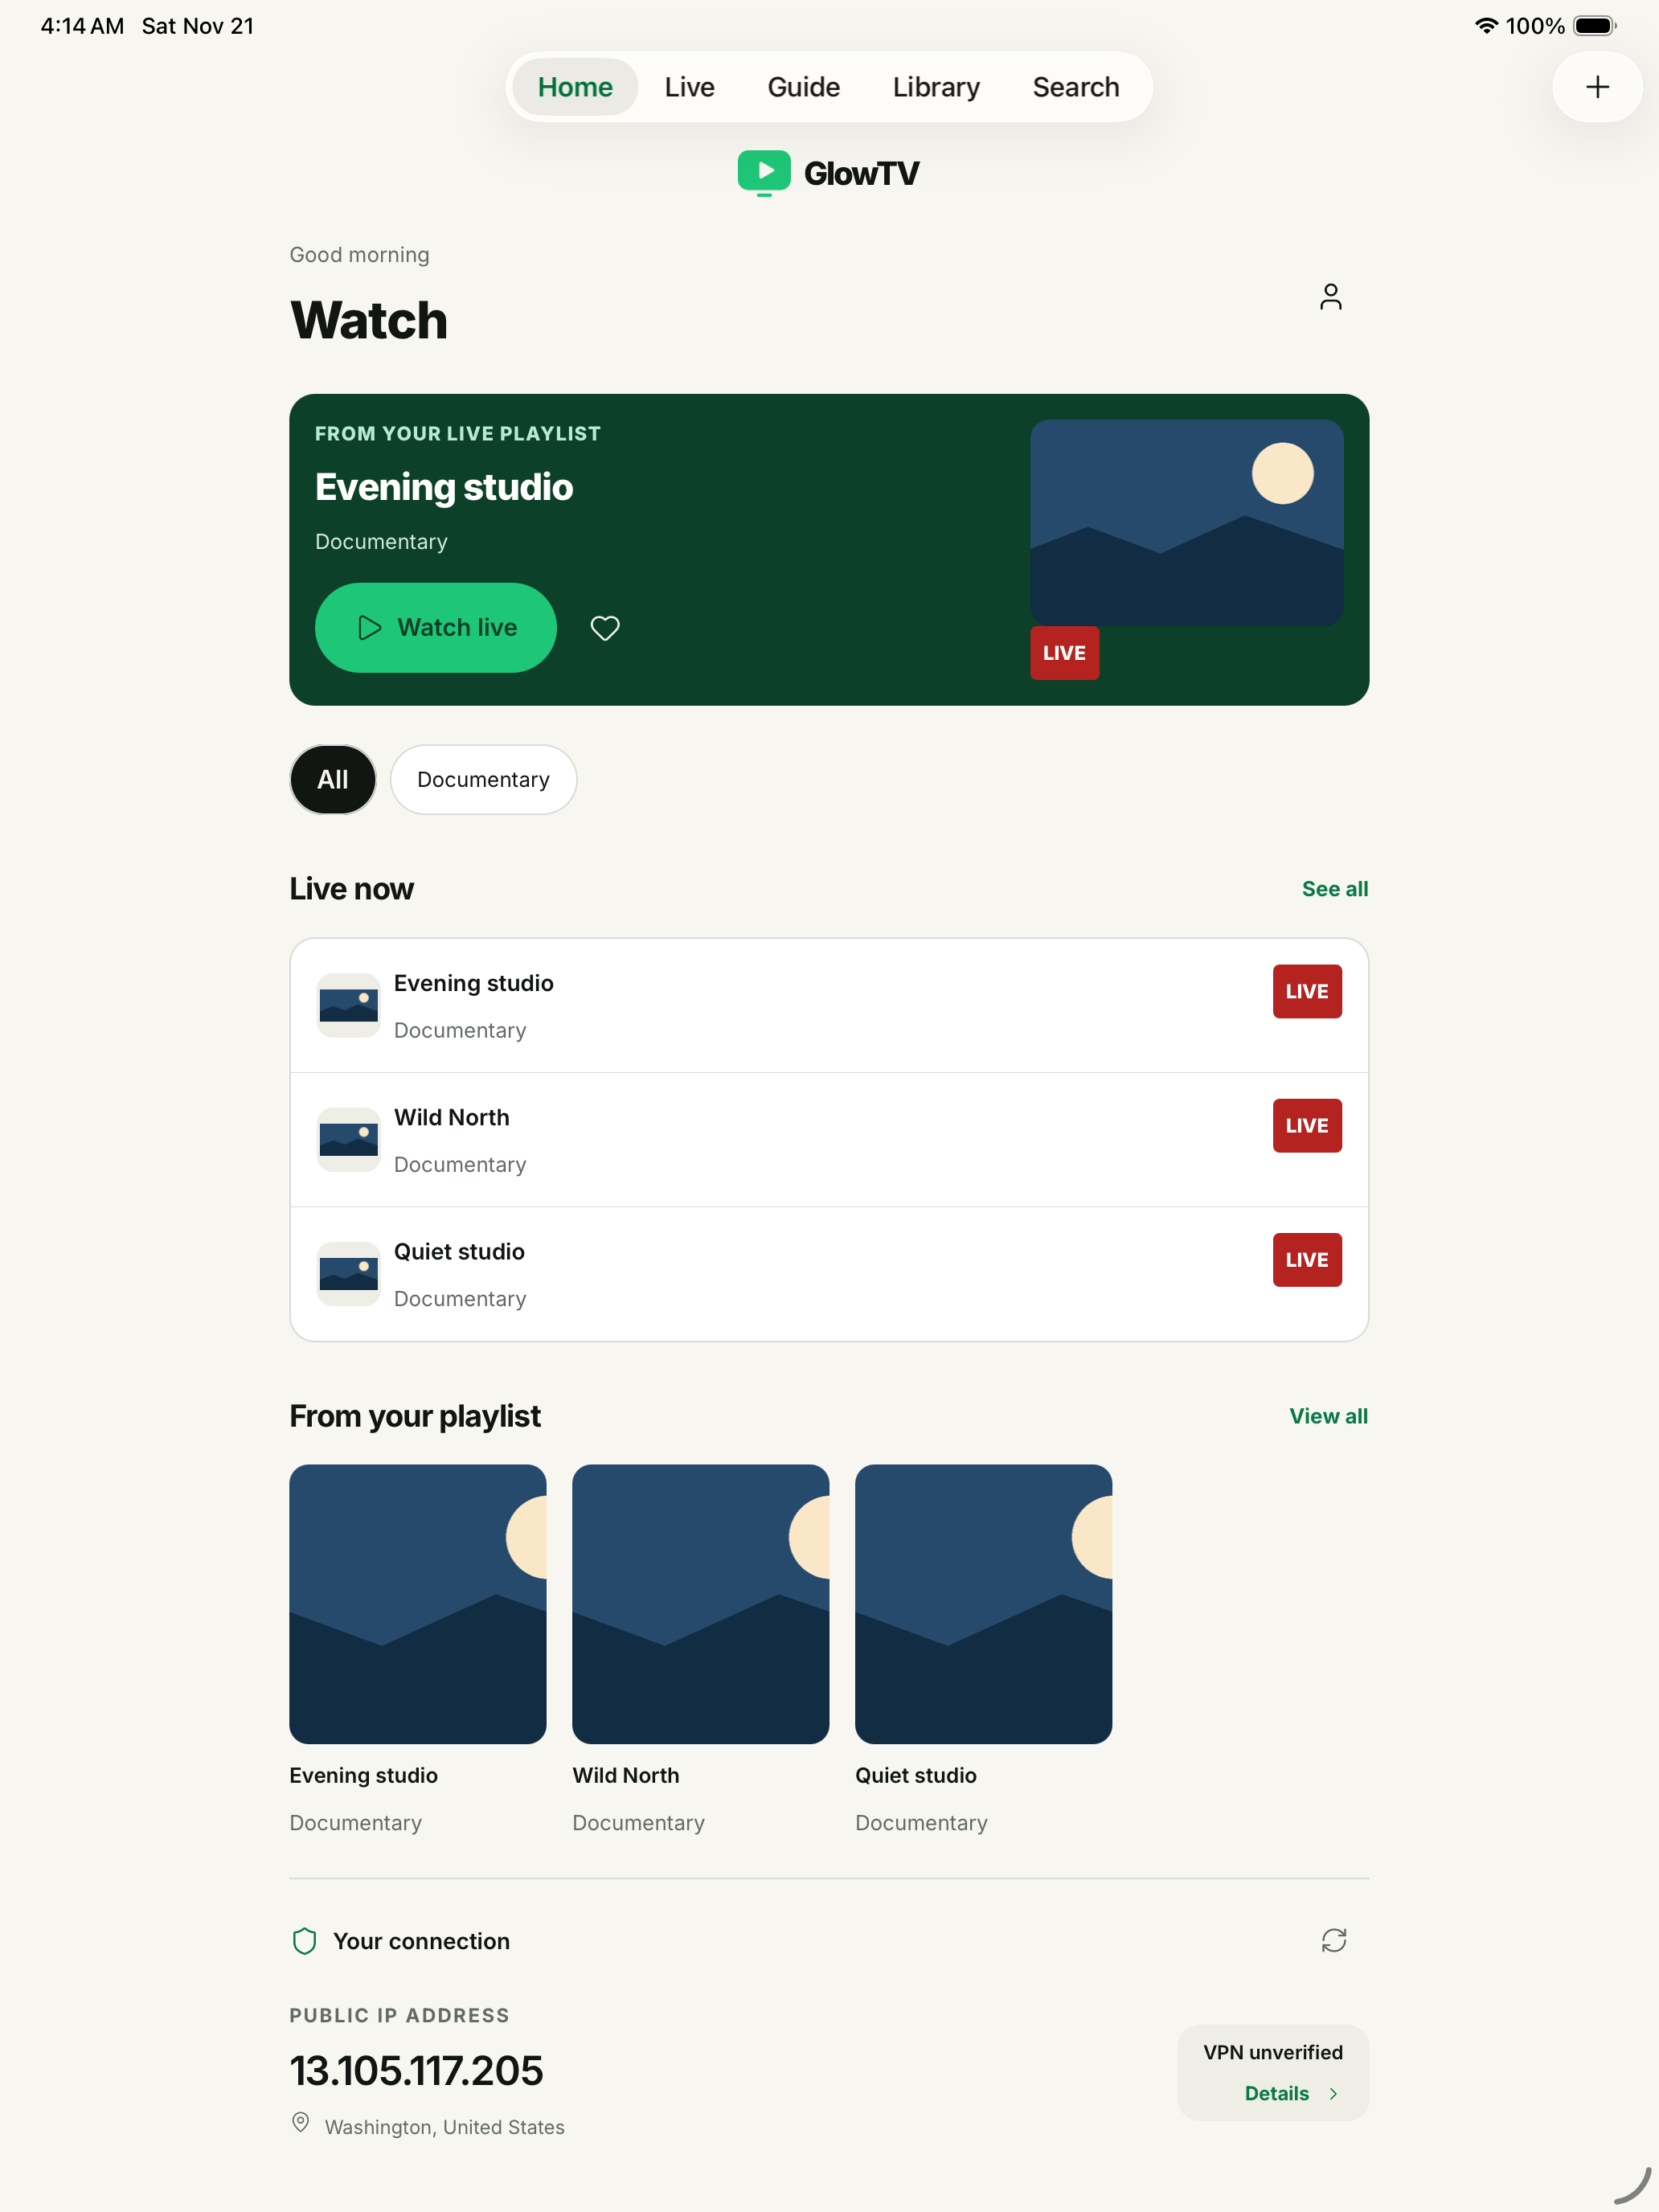 4:14 AM Sat Nov 21
100%
Home Live Guide Library Search
GlowTV
Good morning
Watch
FROM YOUR LIVE PLAYLIST
Evening studio
Documentary
Watch live
LIVE
All Documentary
Live now See all
Evening studio LIVE
Documentary
Wild North LIVE
Documentary
Quiet studio LIVE
Documentary
From your playlist View all
Evening studio Wild North Quiet studio
Documentary Documentary Documentary
Your connection
PUBLIC IP ADDRESS
13.105.117.205
Washington, United States
VPN unverified
Details